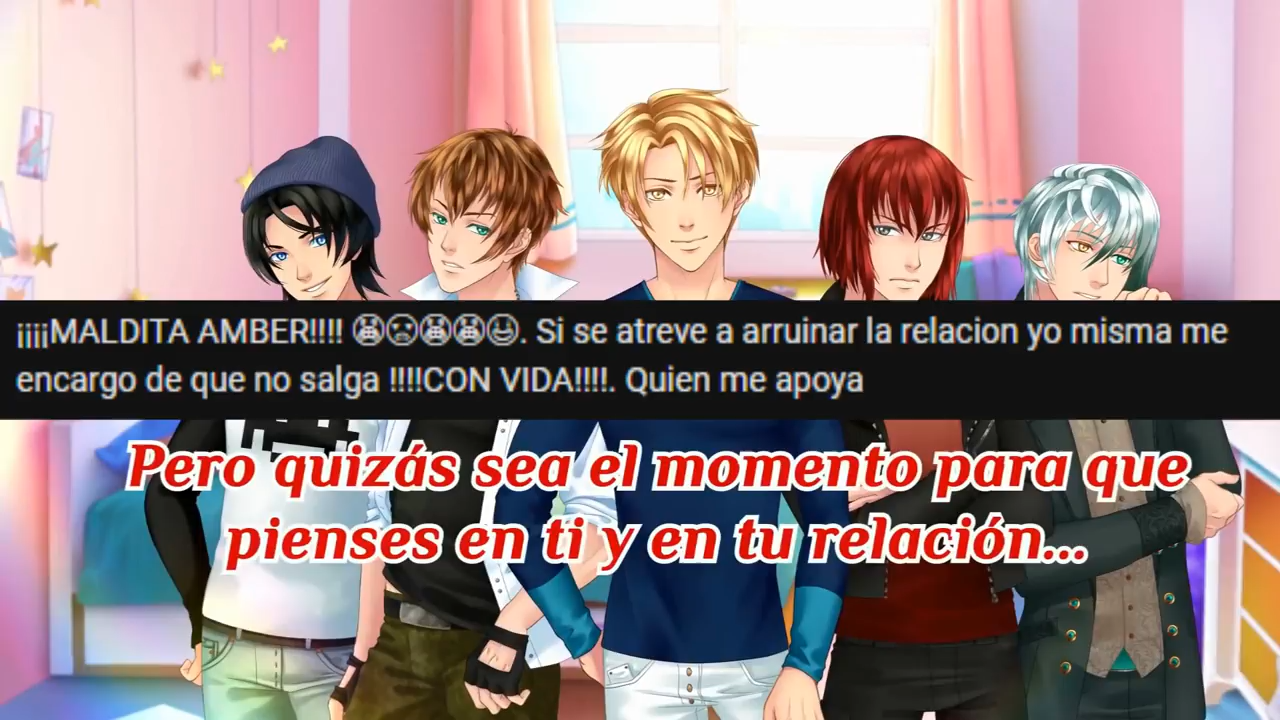 ¡¡¡¡MALDITA AMBER!!!! 😫😢😫😫😆. Si se atreve a arruinar la relacion yo misma me
encargo de que no salga !!!!CON VIDA!!!!. Quien me apoya
Pero quizás sea el momento para que
pienses en ti y en tu relación...